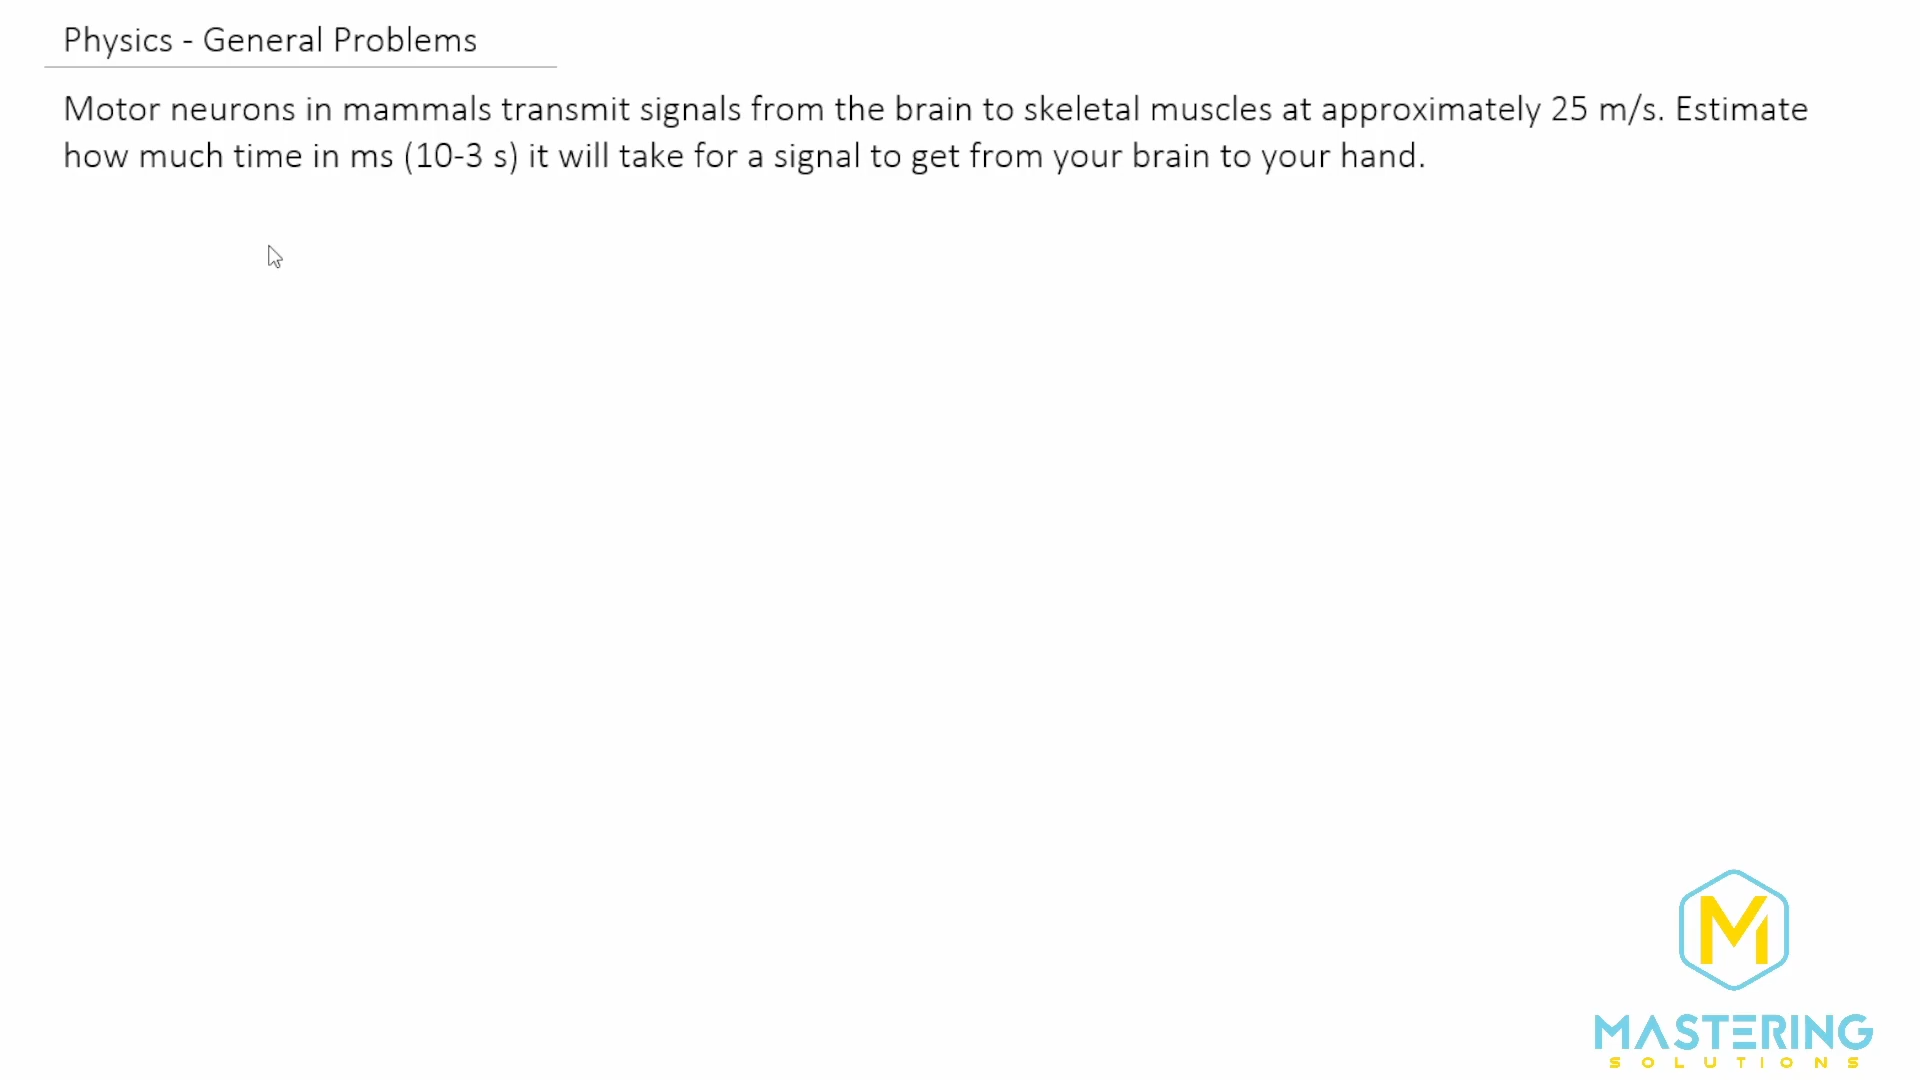 Physics - General Problems
Motor neurons in mammals transmit signals from the brain to skeletal muscles at approximately 25 m/s. Estimate
how much time in ms (10-3 s) it will take for a signal to get from your brain to your hand.
M
MASTERING
SOLUTIONS